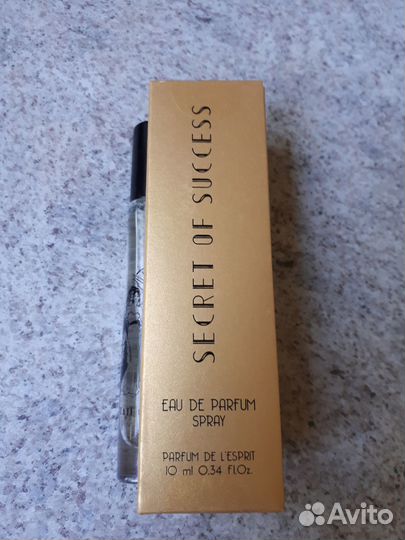 SECRET OF SUCCESS
EAU DE PARFUM
SPRAY
PARFUM DE L'ESPRIT
10 ml 0.34 fl.Oz.
Avito